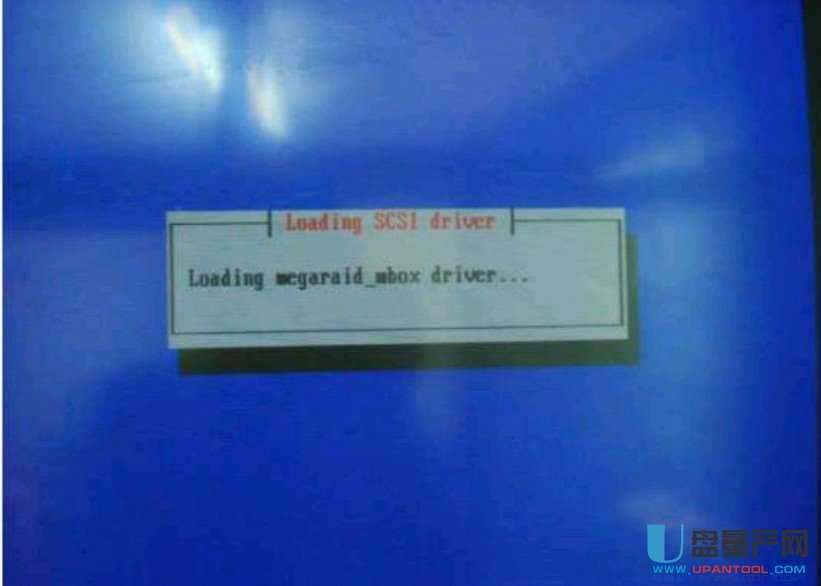 Loading SCSI driver
Loading megaraid_mbox driver...
U盘量产网
WWW.UPANTOOL.COM